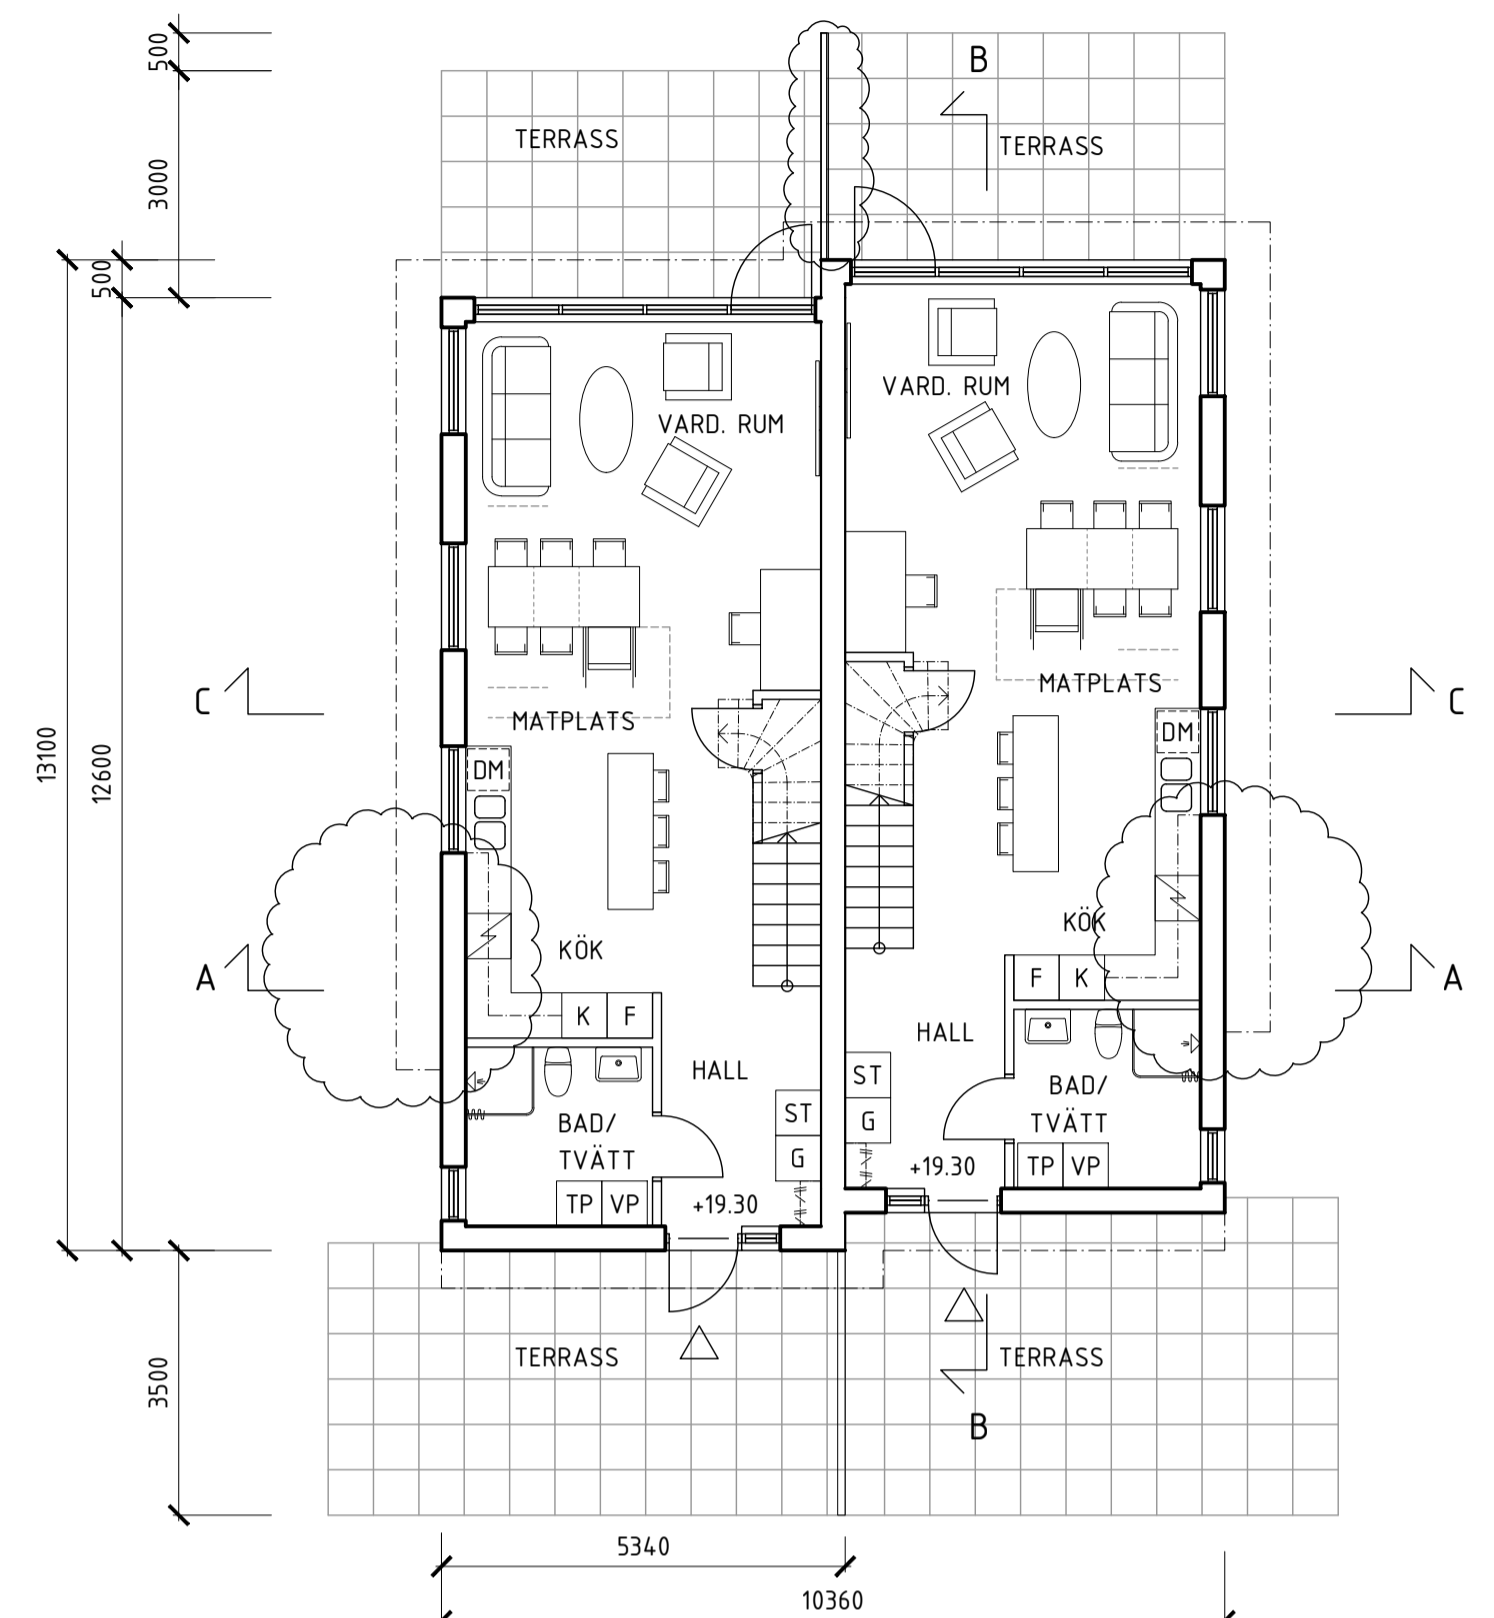 500
B
TERRASS
TERRASS
3000
500
VARD. RUM
VARD. RUM
MATPLATS
MATPLATS
C
C
DM
DM
13100
12600
KÖK
KÖK
A
A
F
K
K
F
HALL
HALL
ST
BAD/
TVÄTT
G
ST
BAD/
TVÄTT
G
+19.30
TP
VP
TP
VP
+19.30
3500
TERRASS
TERRASS
B
5340
10360